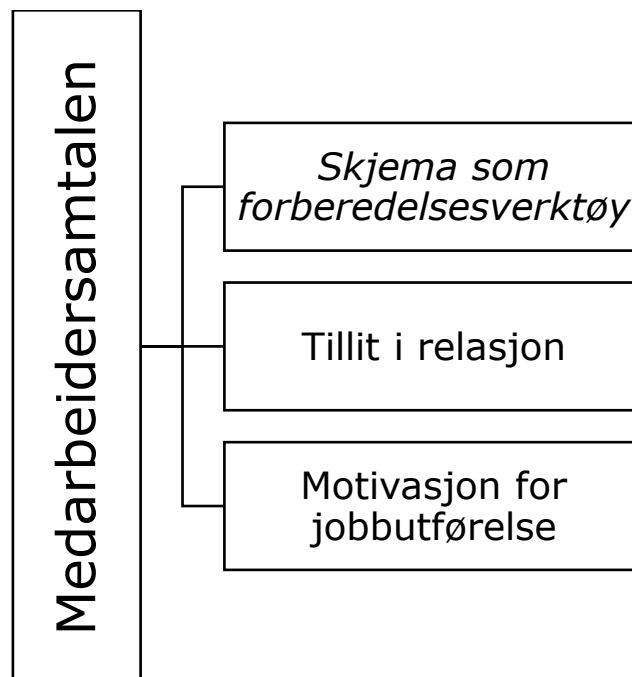 Medarbeidersamtalen
Skjema som
forberedelsesverktøy
Tillit i relasjon
Motivasjon for
jobbutførelse